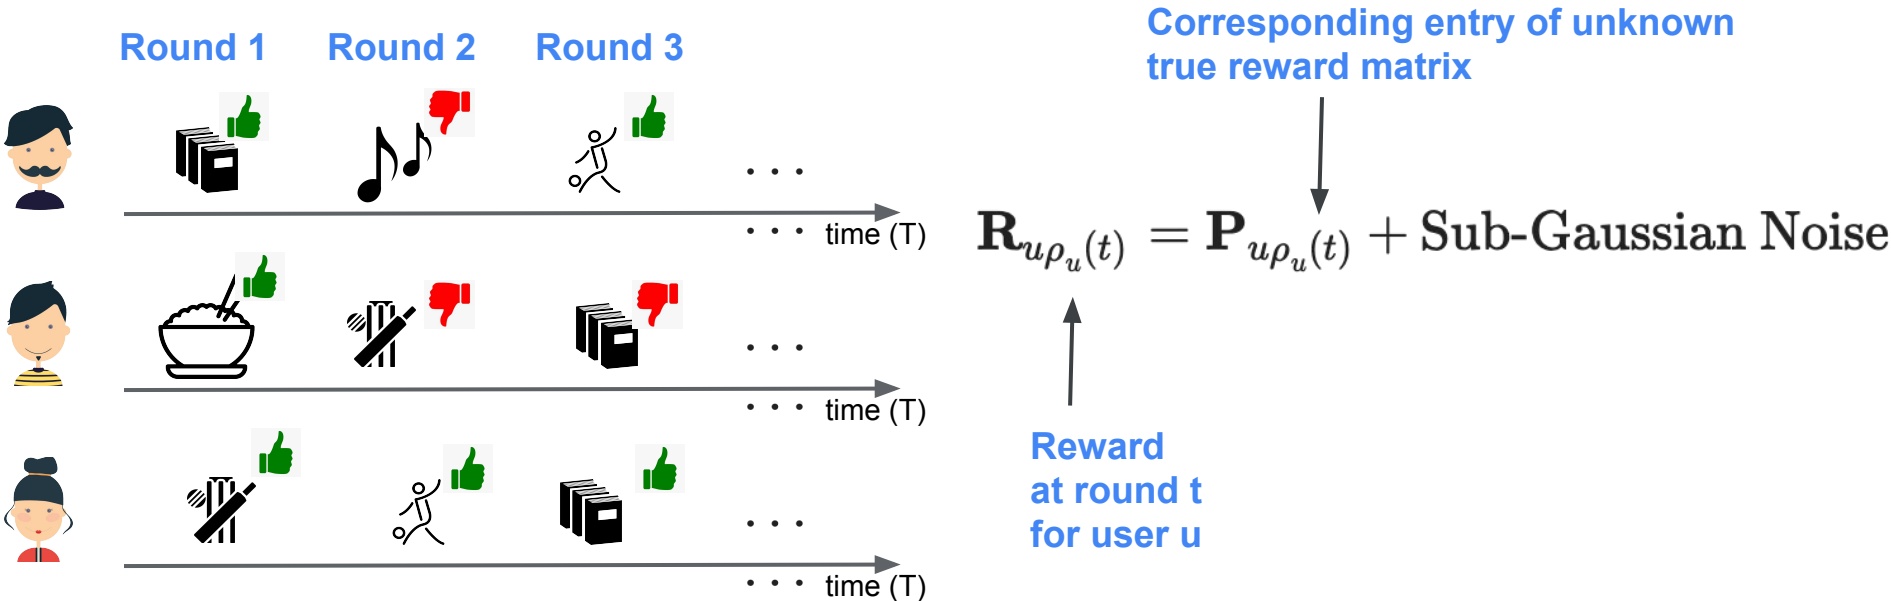 Round 1 Round 2 Round 3
Corresponding entry of unknown
true reward matrix
. . .
. . . time (T)
. . .
. . . time (T)
. . .
. . . time (T)
𝐑_{uρ_u(t)} = 𝐏_{uρ_u(t)} + Sub-Gaussian Noise
Reward
at round t
for user u